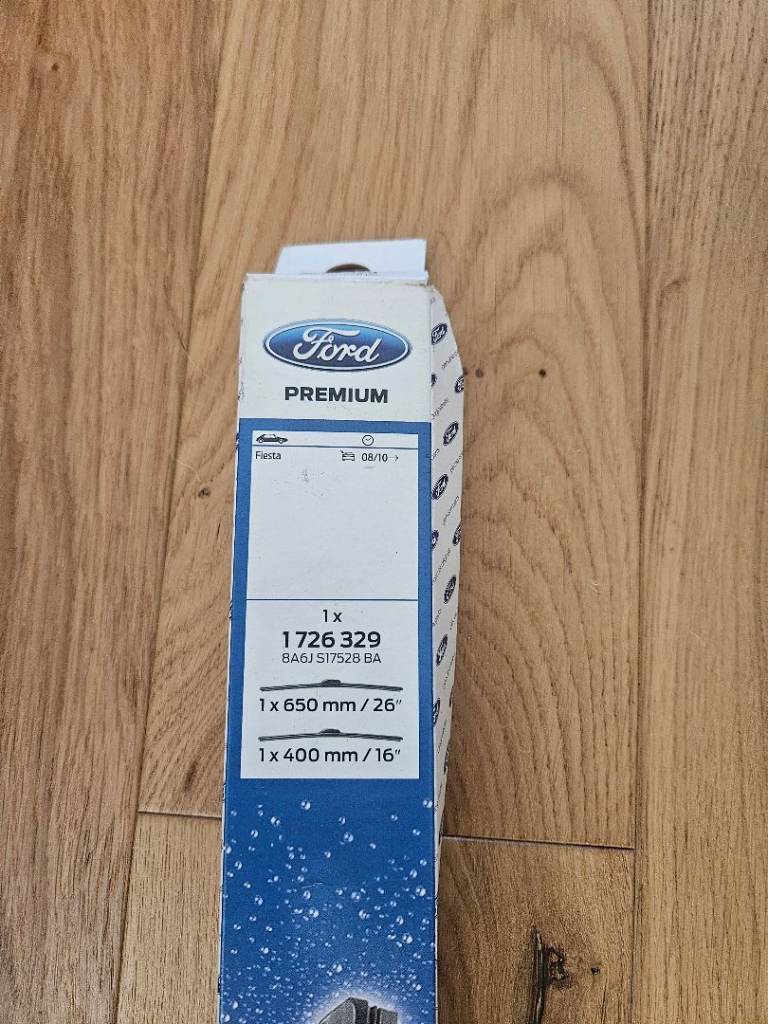 Ford
PREMIUM
Fiesta 08/10→
1 x
1 726 329
8A6J S17528 BA
1 x 650 mm / 26"
1 x 400 mm / 16"